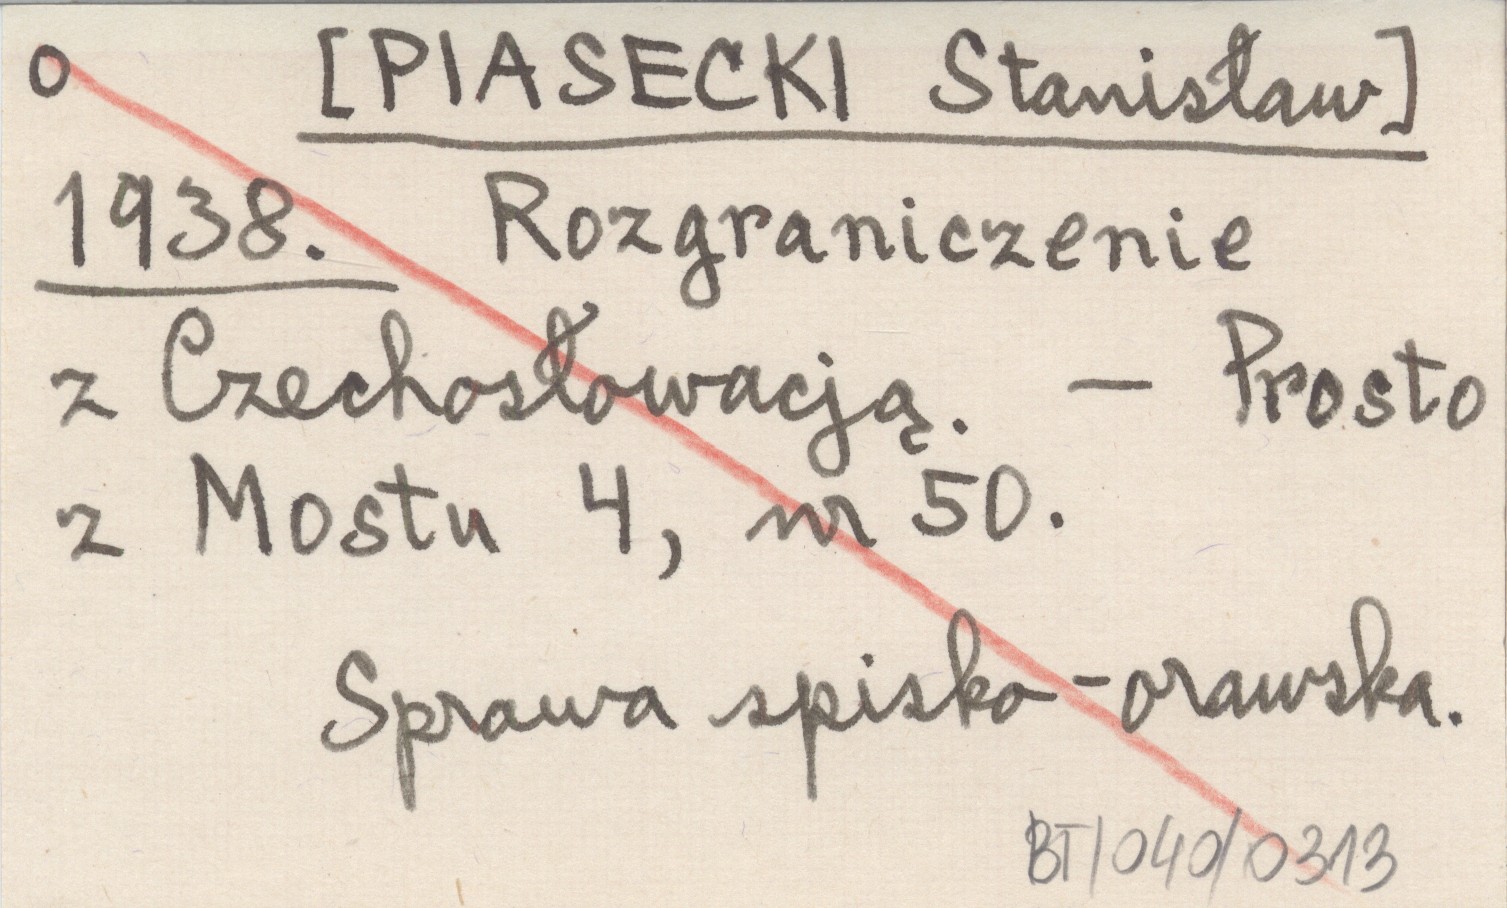 o [PIASECKI Stanisław]
1938. Rozgraniczenie
z Czechosłowacją. — Prosto
z Mostu 4, nr 50.
Sprawa spisko-orawska.
BT/040/0313